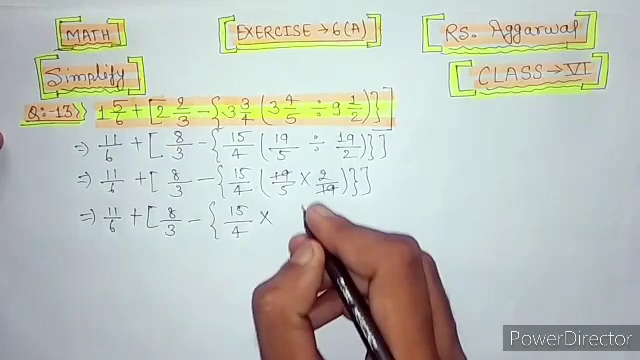 [MATH] [EXERCISE → 6(A)] [RS. Aggarwal]
[Simplify] [CLASS → VI]
Q:-13⟩ 1 5/6 + [2 2/3 - {3 3/4 (3 4/5 ÷ 9 1/2)}]
⇒ 11/6 + [8/3 - {15/4 (19/5 ÷ 19/2)}]
⇒ 11/6 + [8/3 - {15/4 (19/5 × 2/19)}]
⇒ 11/6 + [8/3 - {15/4 ×
PowerDirector